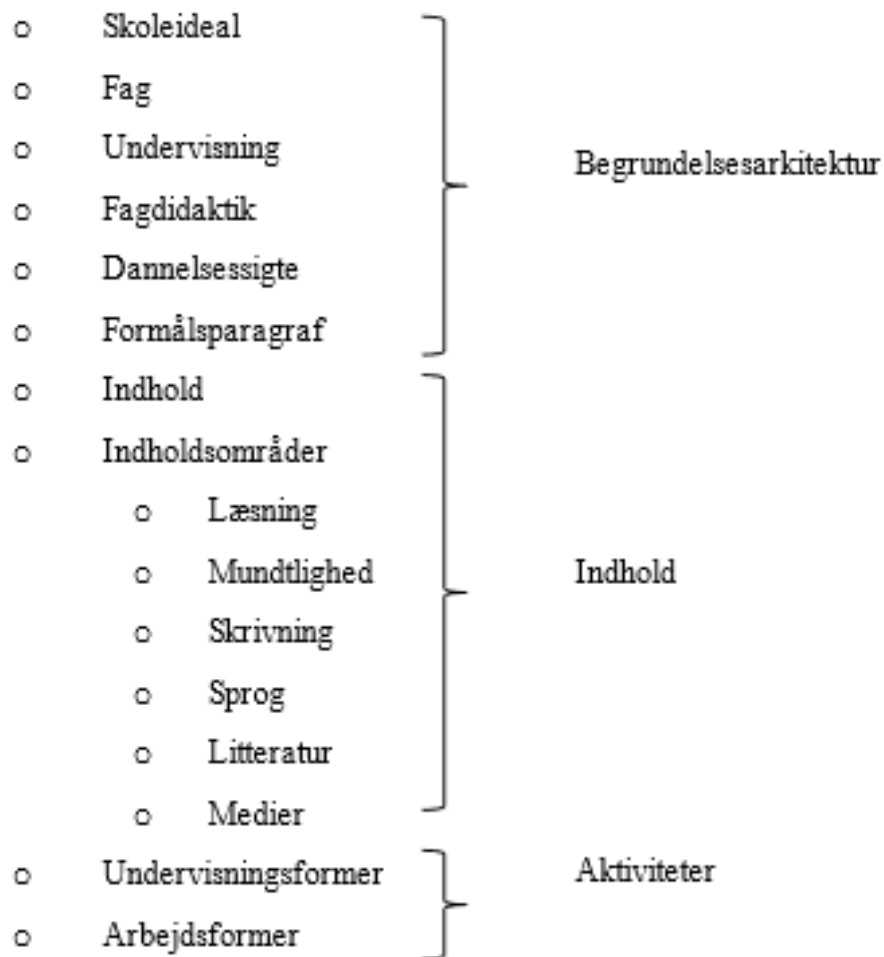 o Skoleideal
o Fag
o Undervisning
Begrundelsesarkitektur
o Fagdidaktik
o Dannelsessigte
o Formålsparagraf
o Indhold
o Indholdsområder
o Læsning
o Mundtlighed
Indhold
o Skrivning
o Sprog
o Litteratur
o Medier
o Undervisningsformer
Aktiviteter
o Arbejdsformer